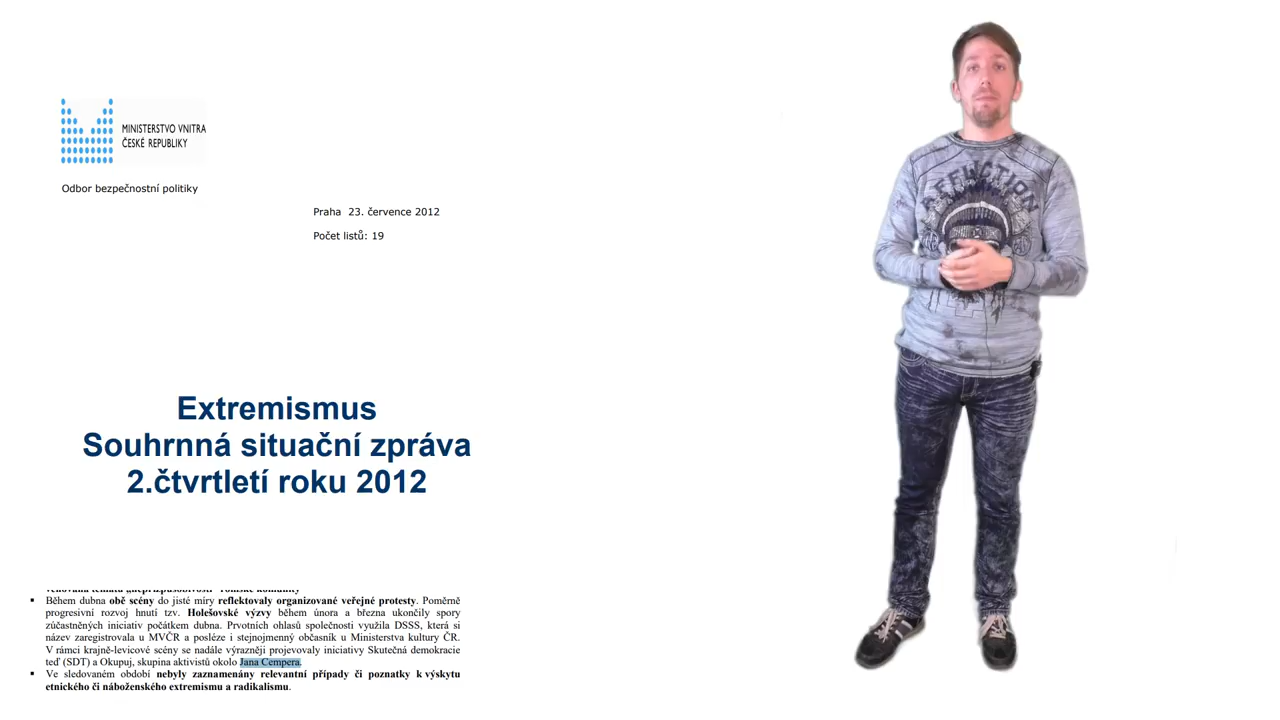 MINISTERSTVO VNITRA
ČESKÉ REPUBLIKY
Odbor bezpečnostní politiky
Praha 23. července 2012
Počet listů: 19
Extremismus
Souhrnná situační zpráva
2.čtvrtletí roku 2012
▪ Během dubna obě scény do jisté míry reflektovaly organizované veřejné protesty. Poměrně
progresivní rozvoj hnutí tzv. Holešovské výzvy během února a března ukončily spory
zúčastněných iniciativ počátkem dubna. Prvotních ohlasů společnosti využila DSSS, která si
název zaregistrovala u MVČR a posléze i stejnojmenný občasník u Ministerstva kultury ČR.
V rámci krajně-levicové scény se nadále výrazněji projevovaly iniciativy Skutečná demokracie
teď (SDT) a Okupuj, skupina aktivistů okolo Jana Cempera.
▪ Ve sledovaném období nebyly zaznamenány relevantní případy či poznatky k výskytu
etnického či náboženského extremismu a radikalismu.
AFFLICTION